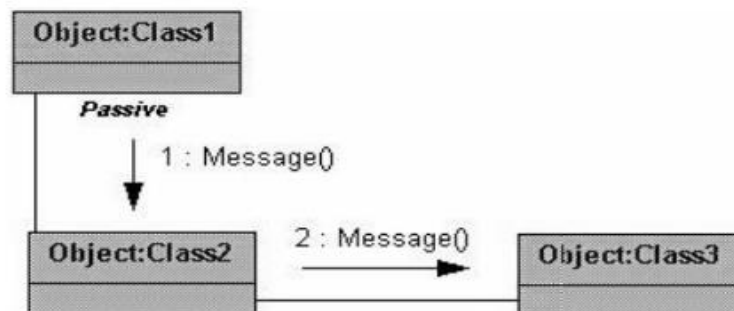 Object:Class1
Passive
1 : Message()
Object:Class2
2 : Message()
Object:Class3